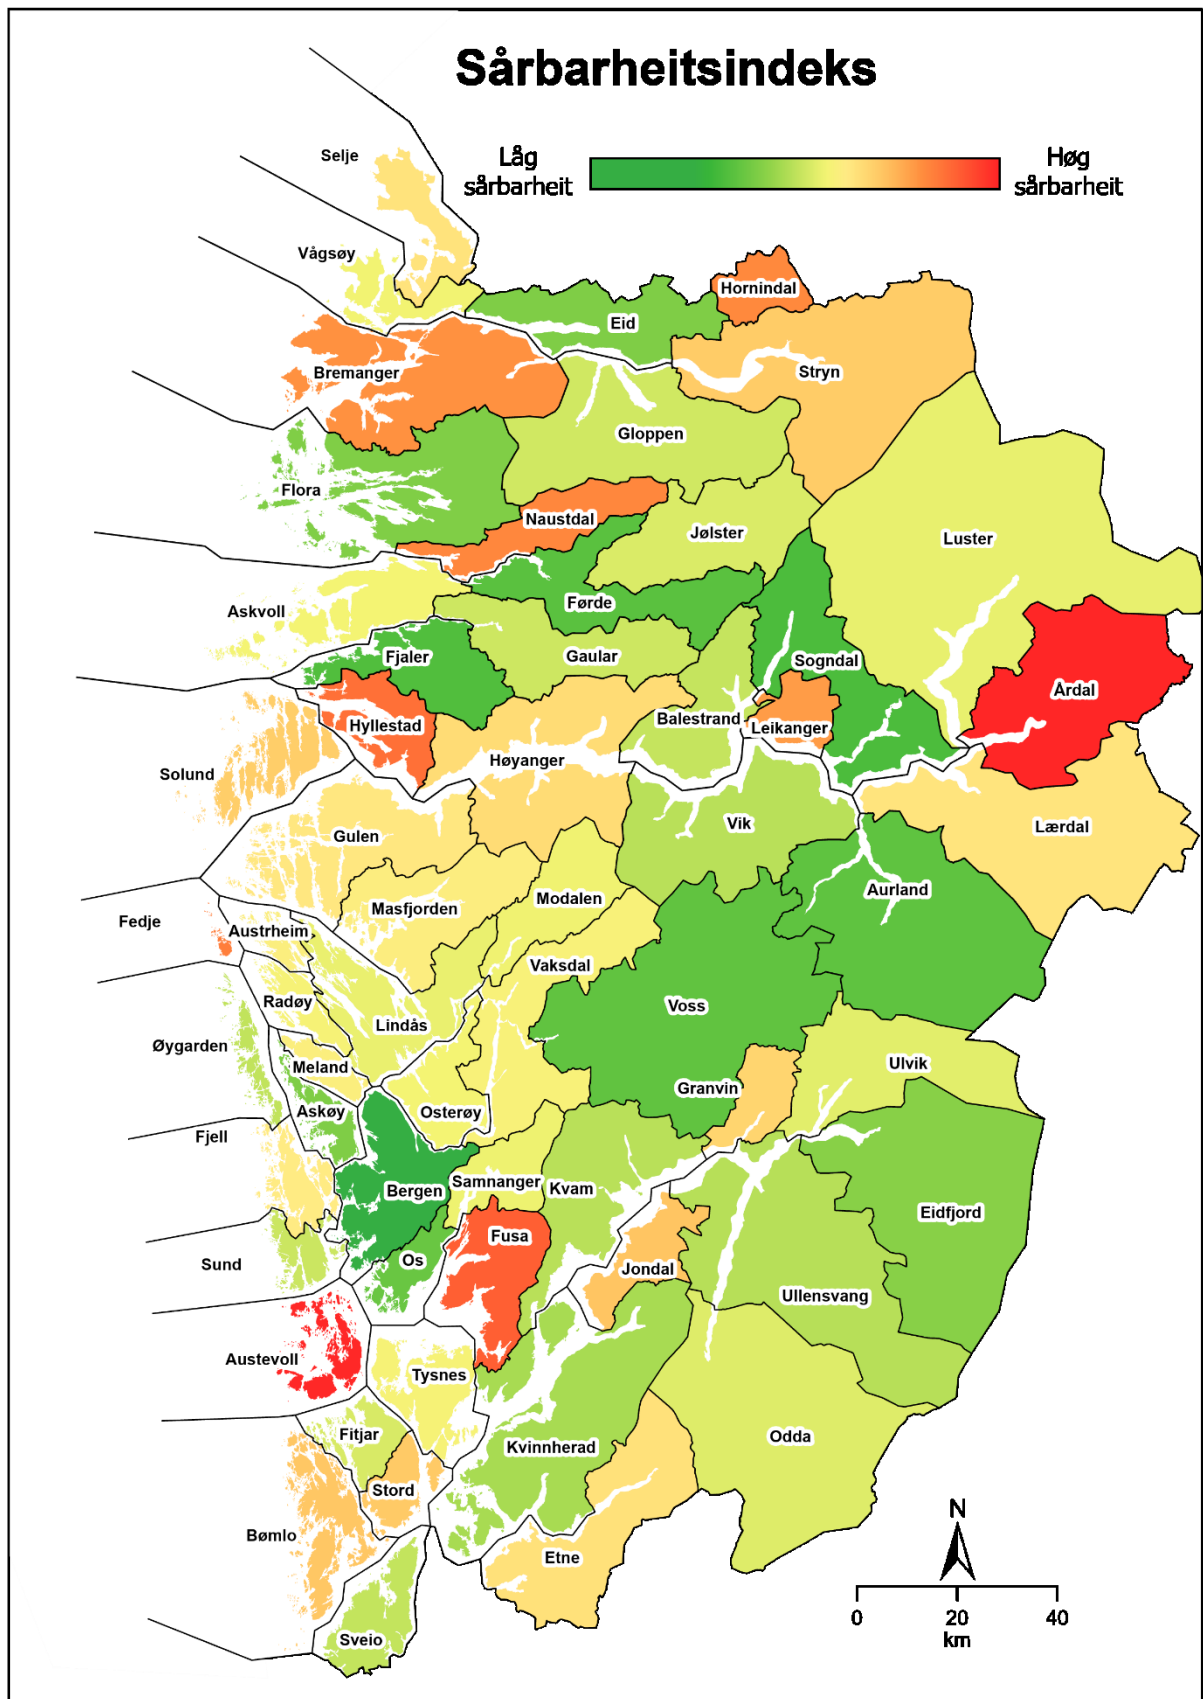 Sårbarheitsindeks
Låg
sårbarheit
Høg
sårbarheit
Selje
Vågsøy
Hornindal
Eid
Bremanger
Stryn
Gloppen
Flora
Naustdal
Jølster
Luster
Førde
Askvoll
Fjaler
Gaular
Sogndal
Årdal
Hyllestad
Balestrand
Leikanger
Høyanger
Solund
Gulen
Vik
Lærdal
Aurland
Modalen
Masfjorden
Fedje
Austrheim
Vaksdal
Radøy
Voss
Lindås
Øygarden
Meland
Ulvik
Granvin
Askøy
Osterøy
Fjell
Samnanger
Bergen
Kvam
Eidfjord
Fusa
Os
Sund
Jondal
Ullensvang
Austevoll
Tysnes
Fitjar
Odda
Kvinnherad
Stord
Bømlo
Etne
Sveio
N
0 20 40
km